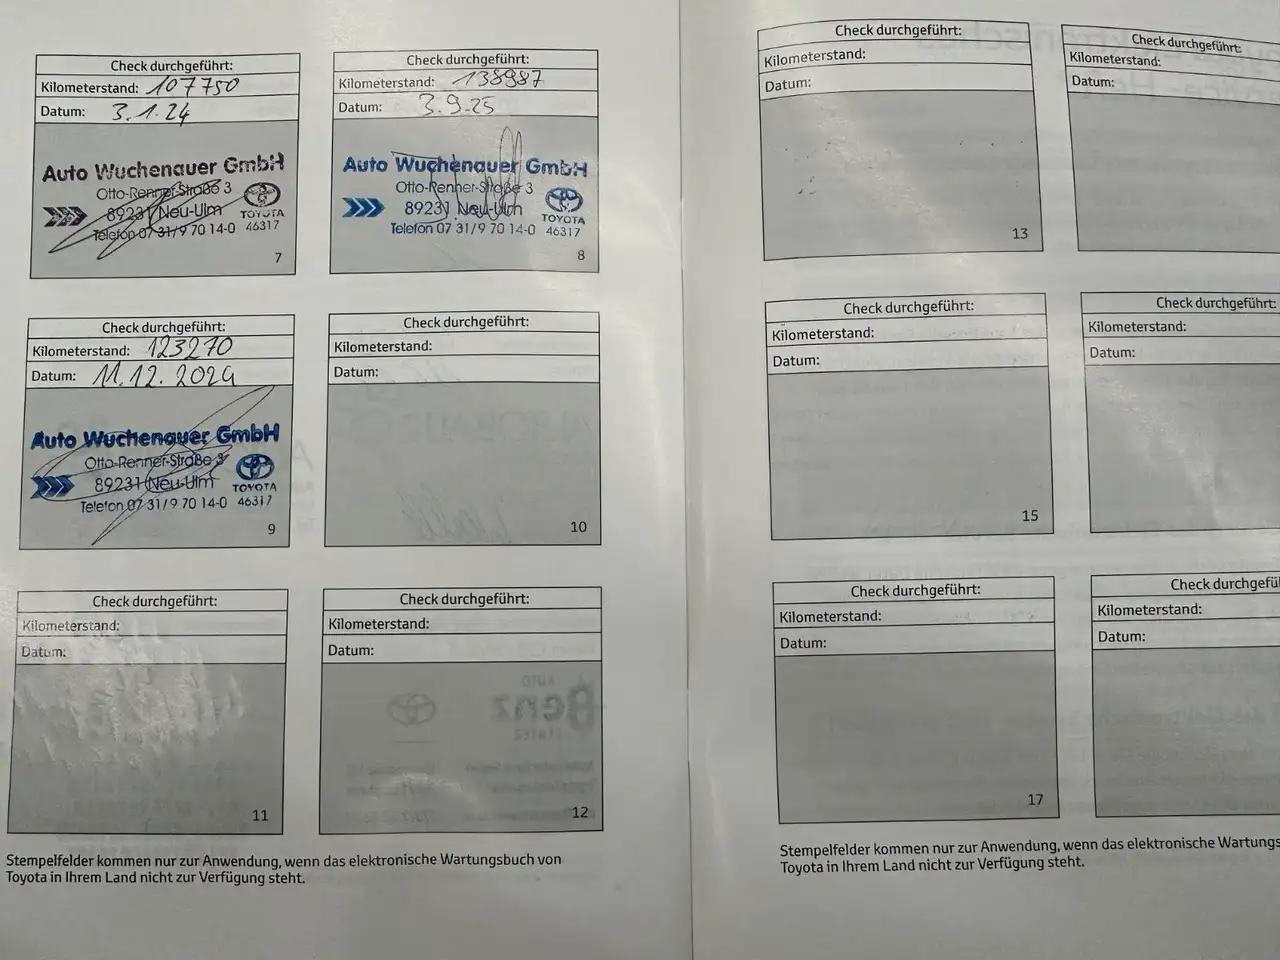 Check durchgeführt:
Kilometerstand: 107750
Datum: 3.1.24
Auto Wuchenauer GmbH
Otto-Renner-Straße 3
89231 Neu-Ulm
TOYOTA
Telefon 07 31/9 70 14-0 46317
7
Check durchgeführt:
Kilometerstand: 138987
Datum: 3.9.25
Auto Wuchenauer GmbH
Otto-Renner-Straße 3
89231 Neu-Ulm
TOYOTA
Telefon 07 31/9 70 14-0 46317
8
Check durchgeführt:
Kilometerstand: 123270
Datum: 11.12.2024
Auto Wuchenauer GmbH
Otto-Renner-Straße 3
89231 Neu-Ulm
TOYOTA
Telefon 07 31/9 70 14-0 46317
9
Check durchgeführt:
Kilometerstand:
Datum:
10
Check durchgeführt:
Kilometerstand:
Datum:
11
Check durchgeführt:
Kilometerstand:
Datum:
12
Stempelfelder kommen nur zur Anwendung, wenn das elektronische Wartungsbuch von
Toyota in Ihrem Land nicht zur Verfügung steht.
Check durchgeführt:
Kilometerstand:
Datum:
13
Check durchgeführt:
Kilometerstand:
Datum:
Check durchgeführt:
Kilometerstand:
Datum:
15
Check durchgeführt:
Kilometerstand:
Datum:
Check durchgeführt:
Kilometerstand:
Datum:
17
Check durchgefü
Kilometerstand:
Datum:
Stempelfelder kommen nur zur Anwendung, wenn das elektronische Wartungs
Toyota in Ihrem Land nicht zur Verfügung steht.